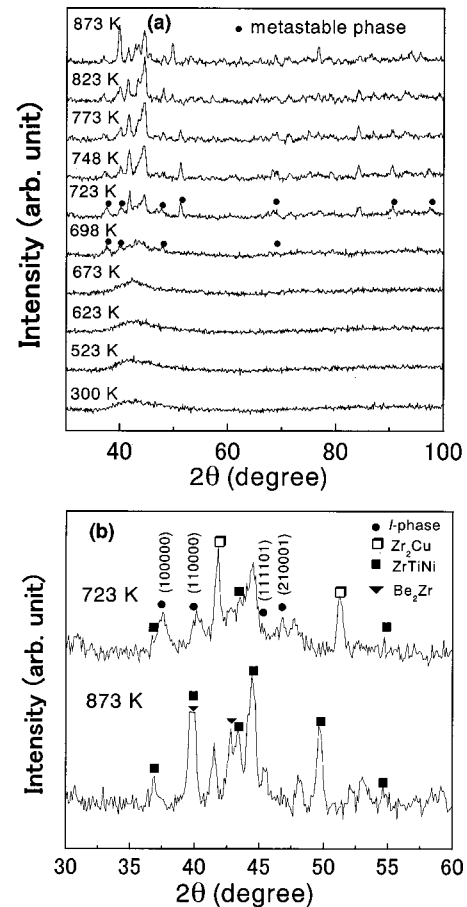 (a)
● metastable phase
873 K
823 K
773 K
748 K
723 K
698 K
673 K
623 K
523 K
300 K
Intensity (arb. unit)
40 60 80 100
2θ (degree)
(b)
● I-phase
❏ Zr₂Cu
■ ZrTiNi
▼ Be₂Zr
723 K
(100000)
(110000)
(111101)
(210001)
873 K
Intensity (arb. unit)
30 35 40 45 50 55 60
2θ (degree)